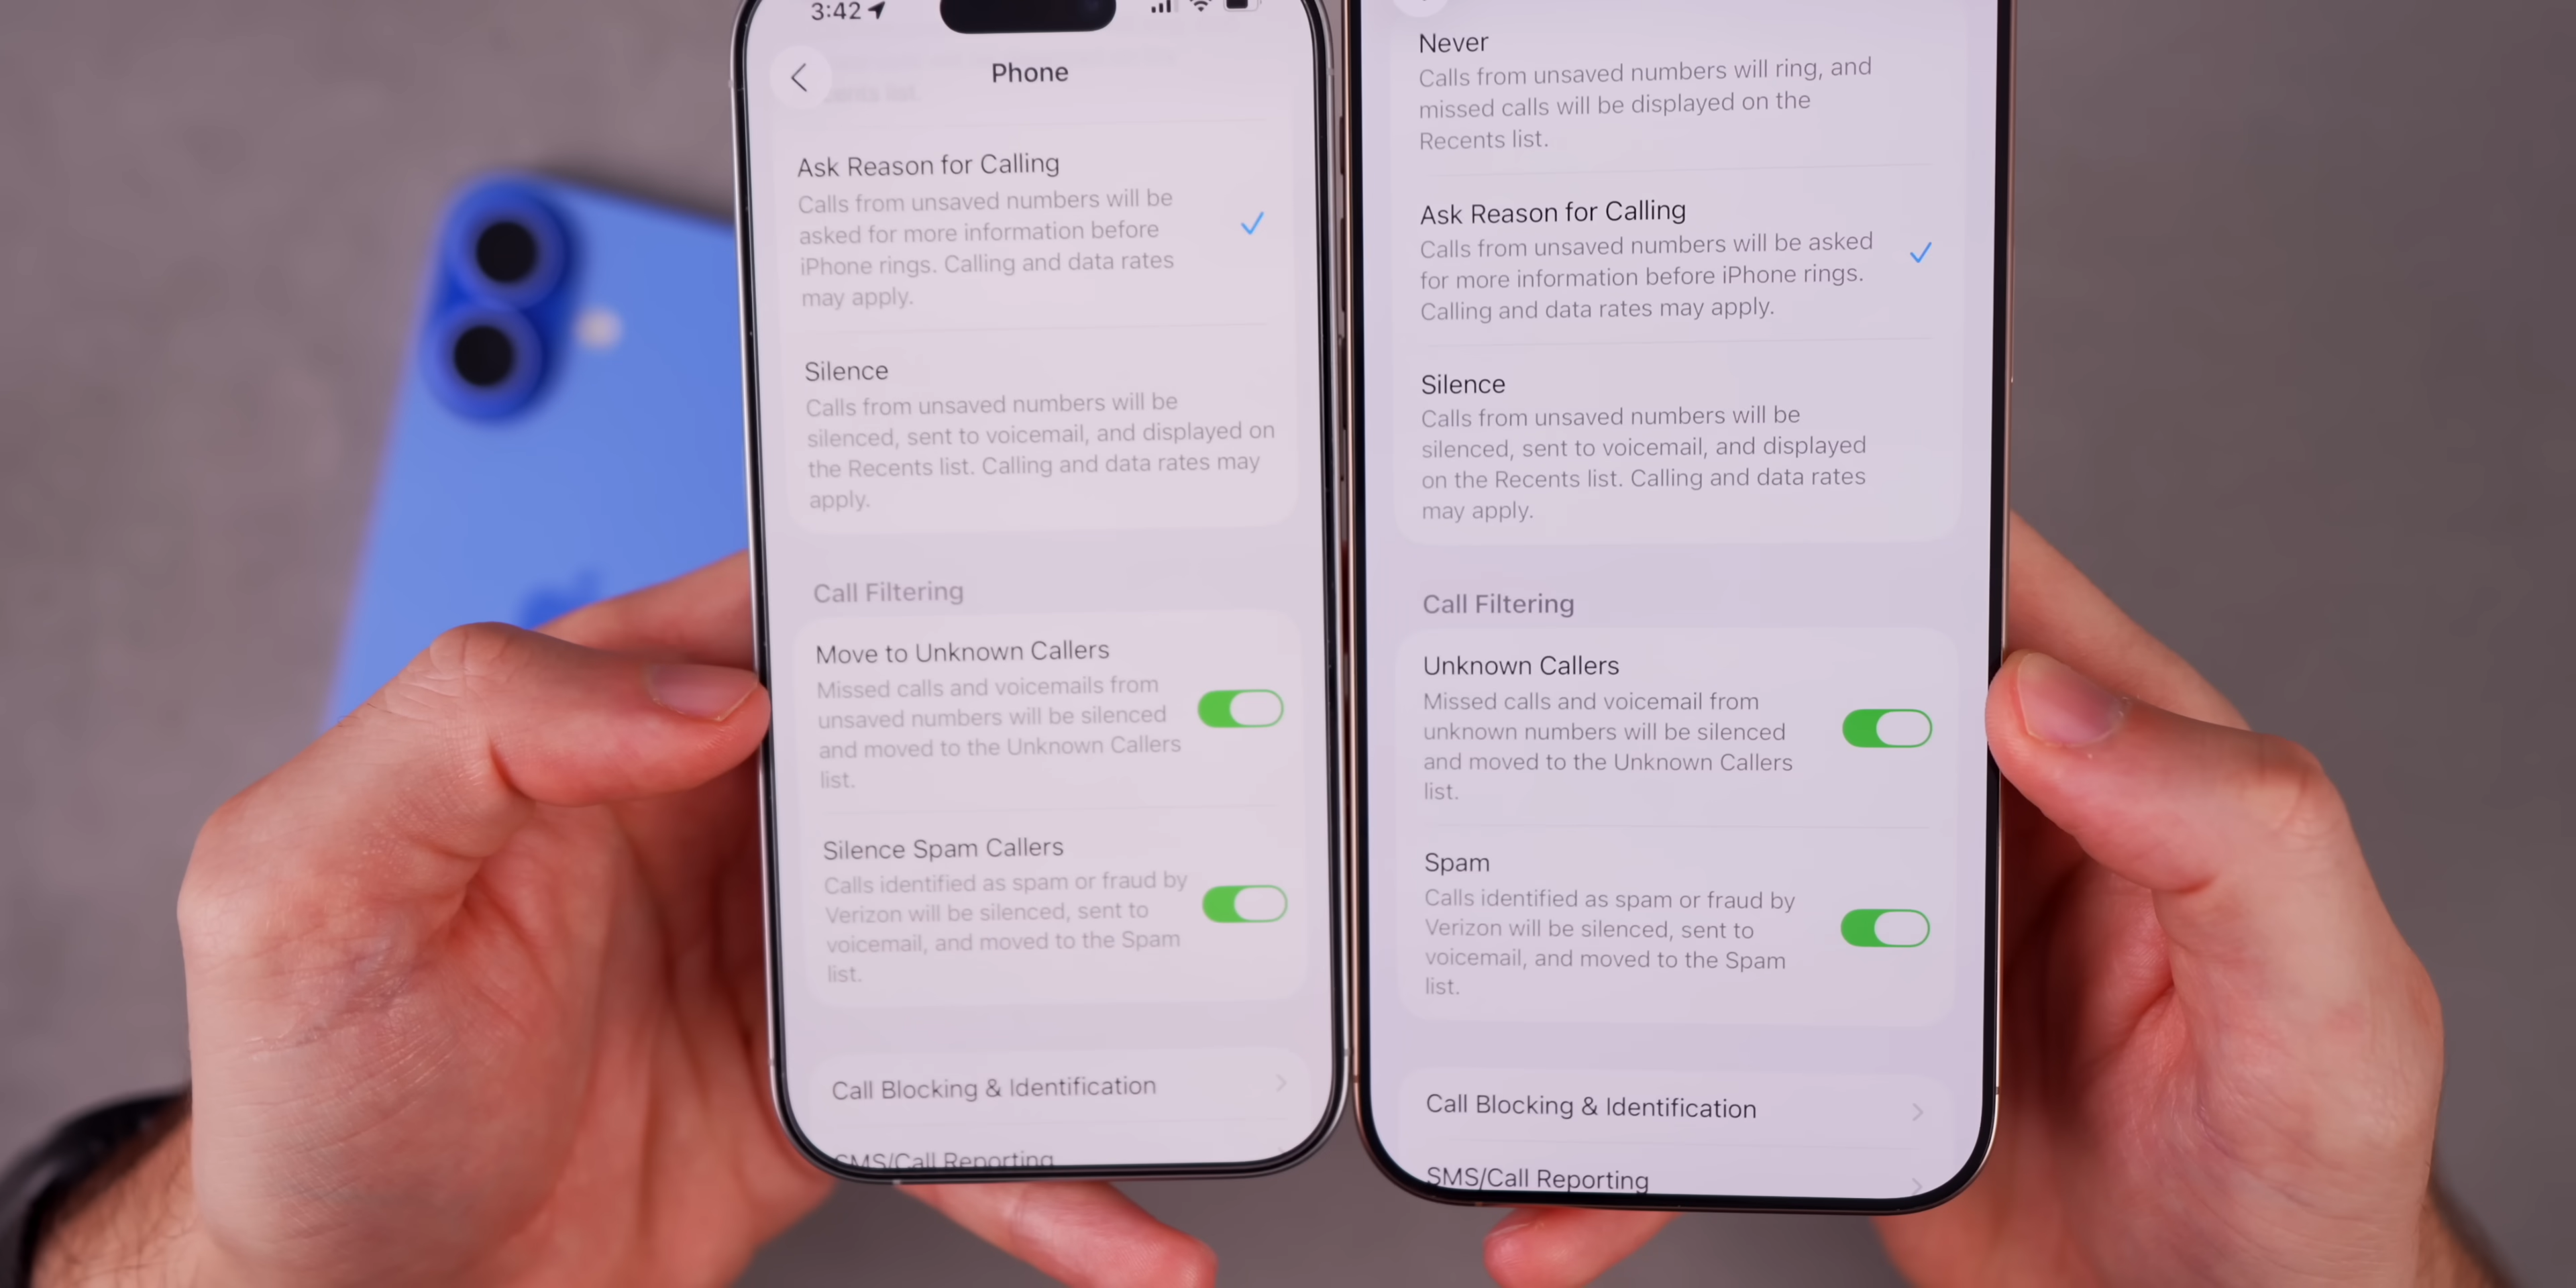 3:42
Phone
Ask Reason for Calling
Calls from unsaved numbers will be
asked for more information before
iPhone rings. Calling and data rates
may apply.
Silence
Calls from unsaved numbers will be
silenced, sent to voicemail, and displayed on
the Recents list. Calling and data rates may
apply.
Call Filtering
Move to Unknown Callers
Missed calls and voicemails from
unsaved numbers will be silenced
and moved to the Unknown Callers
list.
Silence Spam Callers
Calls identified as spam or fraud by
Verizon will be silenced, sent to
voicemail, and moved to the Spam
list.
Call Blocking & Identification
SMS/Call Reporting
Never
Calls from unsaved numbers will ring, and
missed calls will be displayed on the
Recents list.
Ask Reason for Calling
Calls from unsaved numbers will be asked
for more information before iPhone rings.
Calling and data rates may apply.
Silence
Calls from unsaved numbers will be
silenced, sent to voicemail, and displayed
on the Recents list. Calling and data rates
may apply.
Call Filtering
Unknown Callers
Missed calls and voicemail from
unknown numbers will be silenced
and moved to the Unknown Callers
list.
Spam
Calls identified as spam or fraud by
Verizon will be silenced, sent to
voicemail, and moved to the Spam
list.
Call Blocking & Identification
SMS/Call Reporting